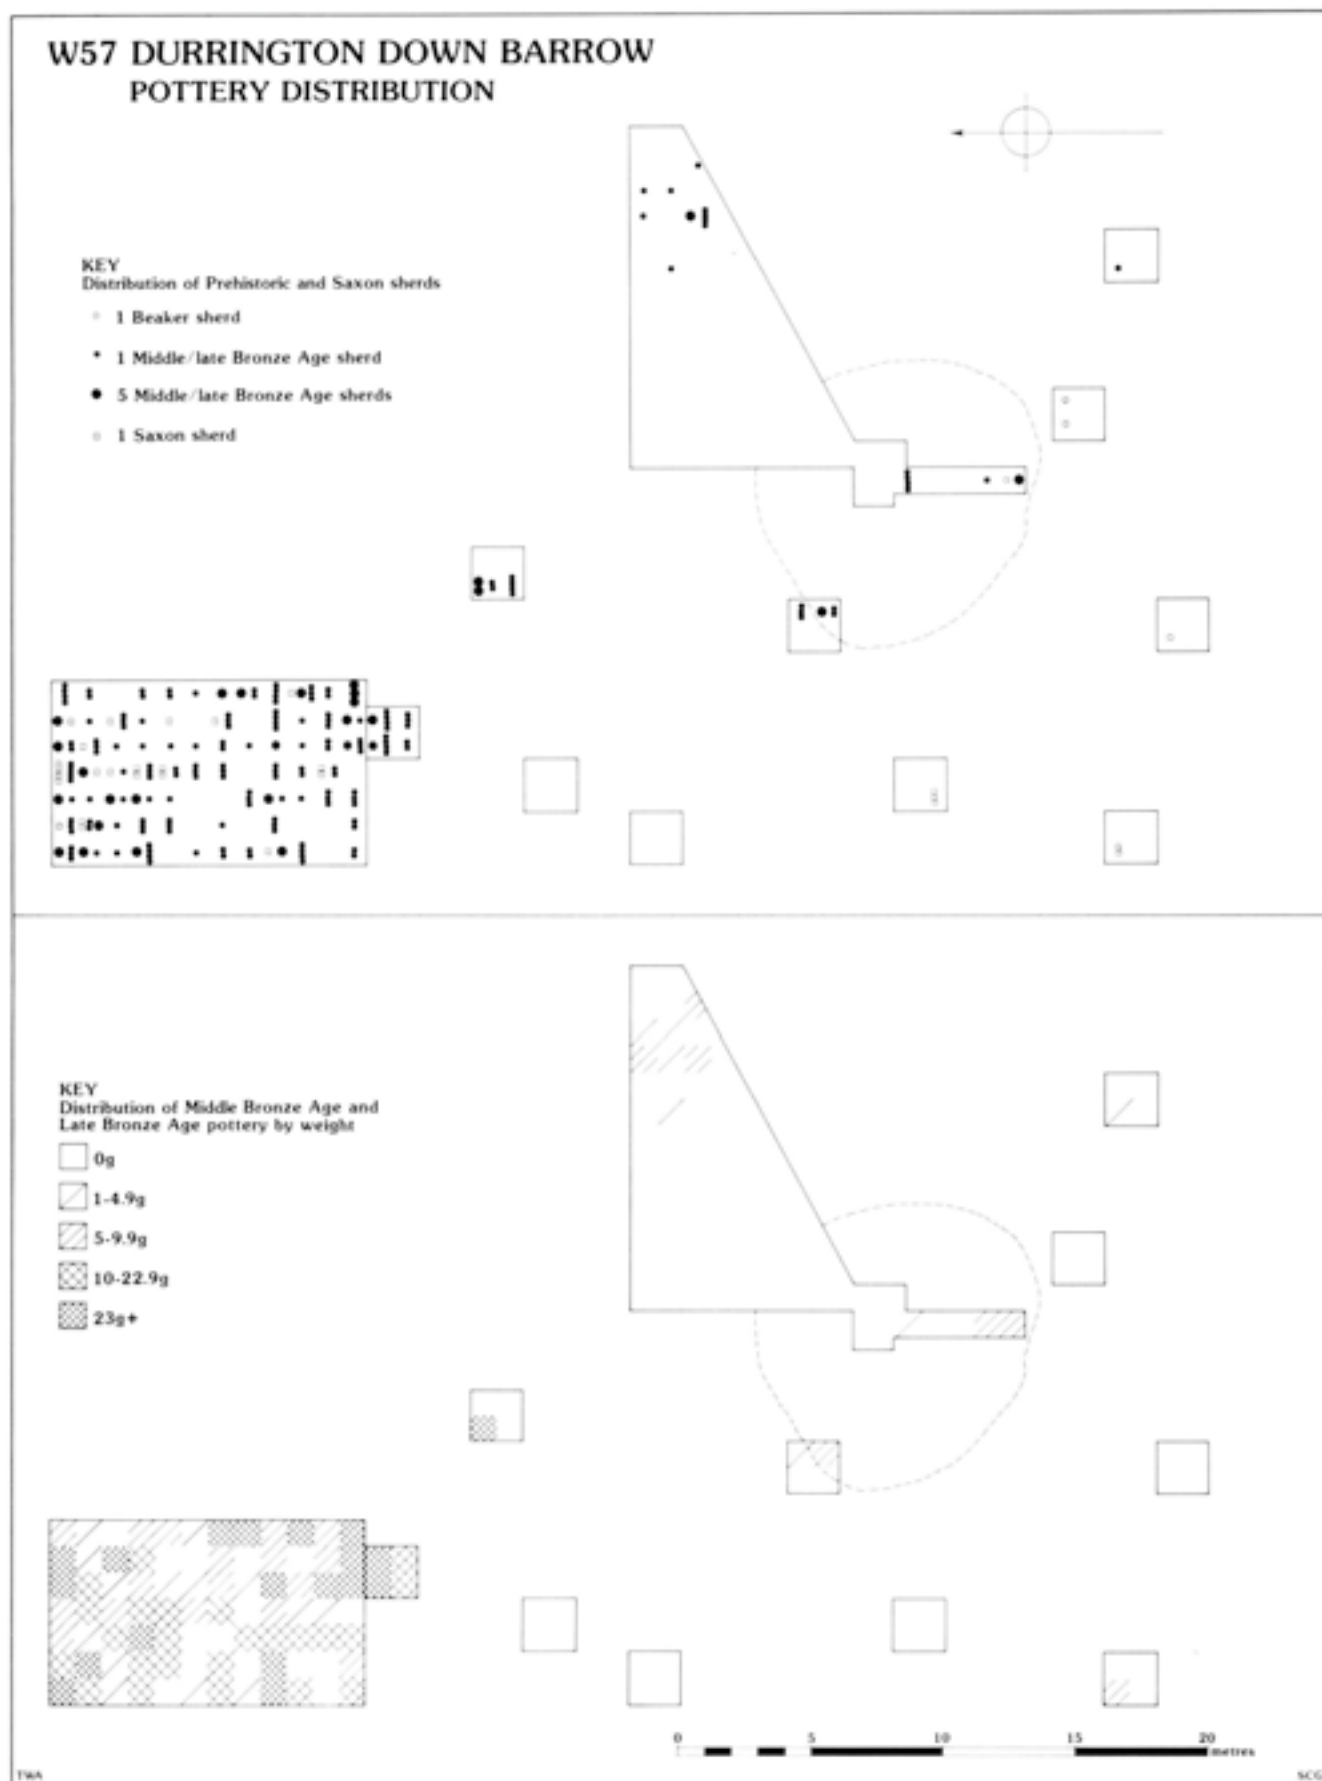 W57 DURRINGTON DOWN BARROW
POTTERY DISTRIBUTION
KEY
Distribution of Prehistoric and Saxon sherds
1 Beaker sherd
1 Middle/late Bronze Age sherd
5 Middle/late Bronze Age sherds
1 Saxon sherd
KEY
Distribution of Middle Bronze Age and
Late Bronze Age pottery by weight
0g
1-4.9g
5-9.9g
10-22.9g
23g+
0 5 10 15 20
metres
TWA
SCG